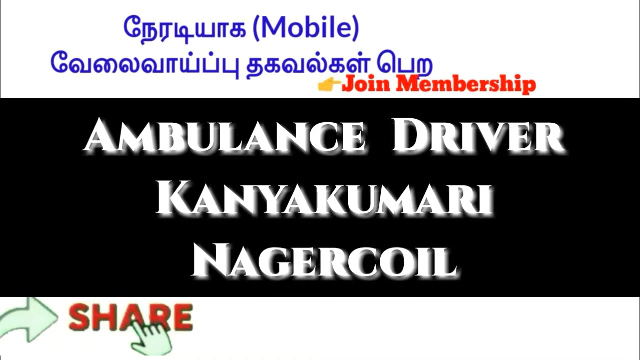 நேரடியாக (Mobile)
வேலைவாய்ப்பு தகவல்கள் பெற
👉Join Membership
AMBULANCE DRIVER
KANYAKUMARI
NAGERCOIL
SHARE